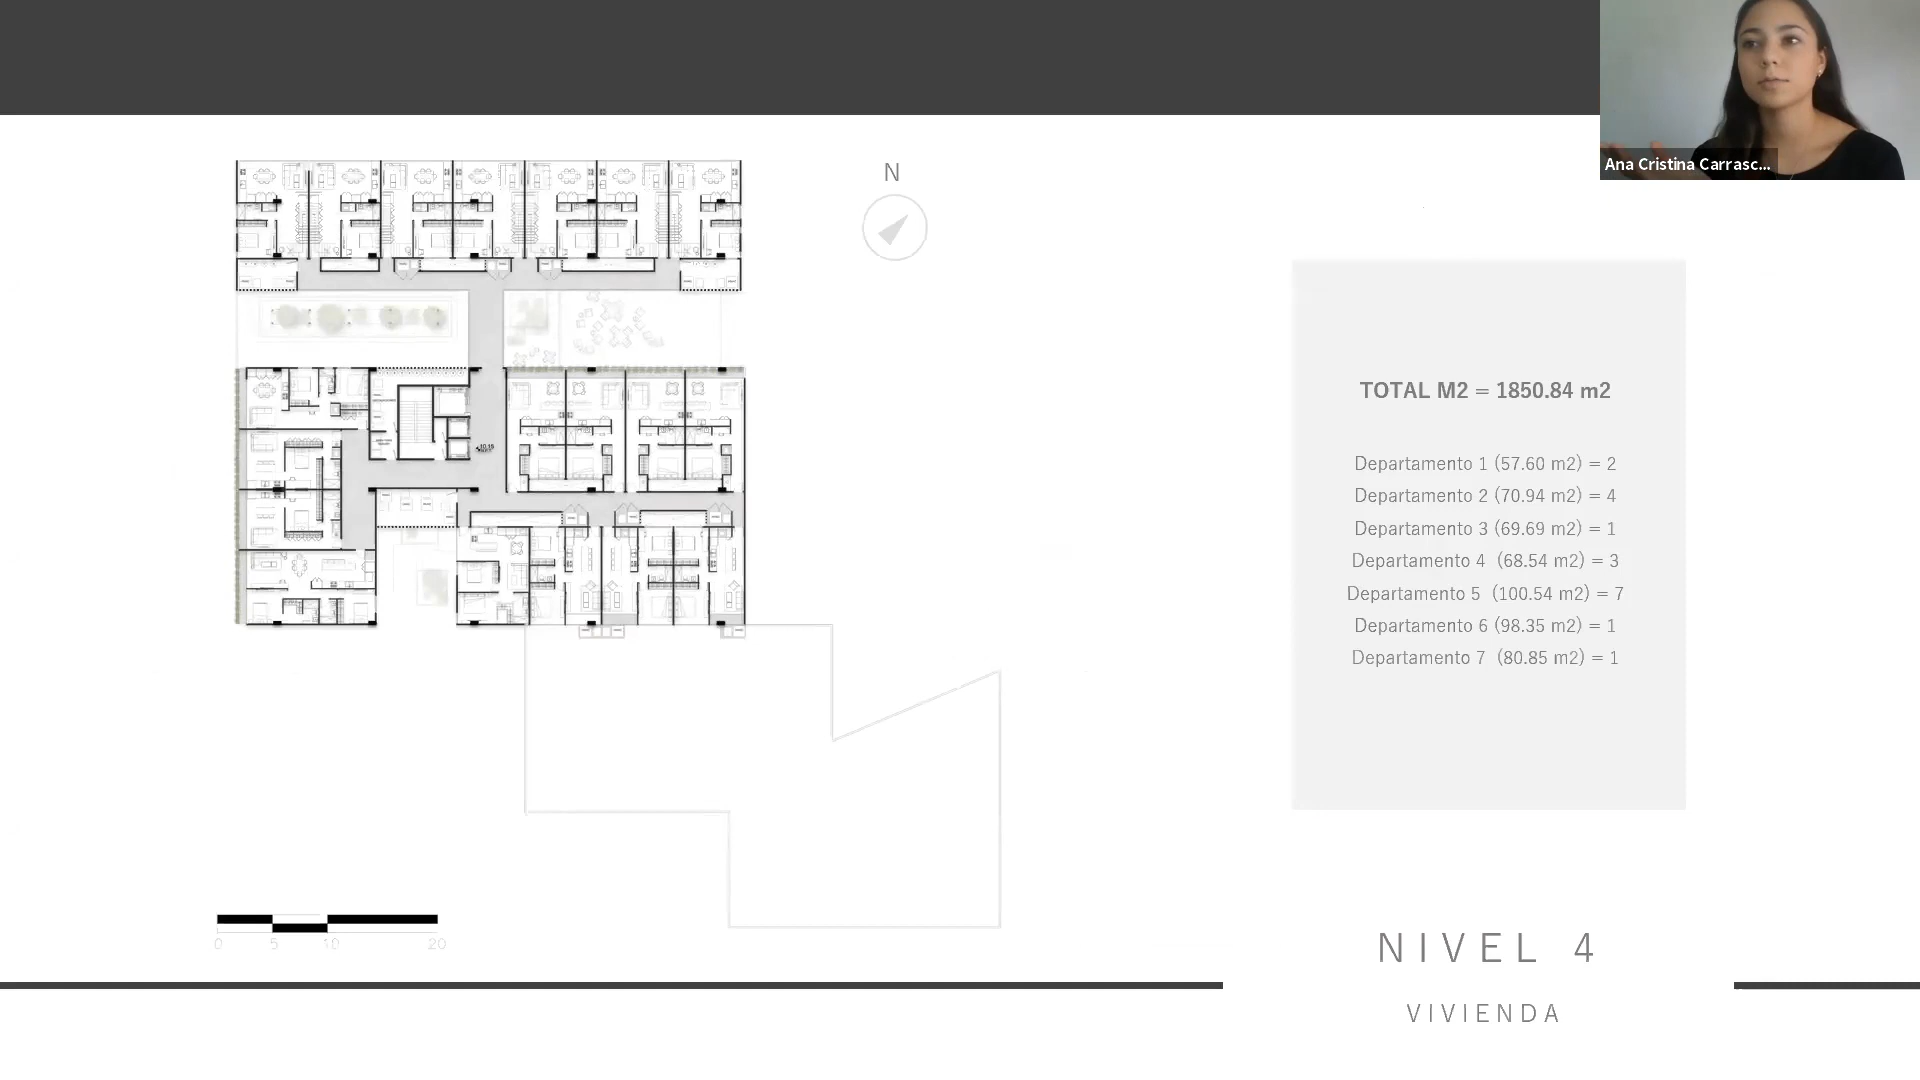 Ana Cristina Carrasc...
N
TOTAL M2 = 1850.84 m2
Departamento 1 (57.60 m2) = 2
Departamento 2 (70.94 m2) = 4
Departamento 3 (69.69 m2) = 1
Departamento 4 (68.54 m2) = 3
Departamento 5 (100.54 m2) = 7
Departamento 6 (98.35 m2) = 1
Departamento 7 (80.85 m2) = 1
0 5 10 20
NIVEL 4
VIVIENDA